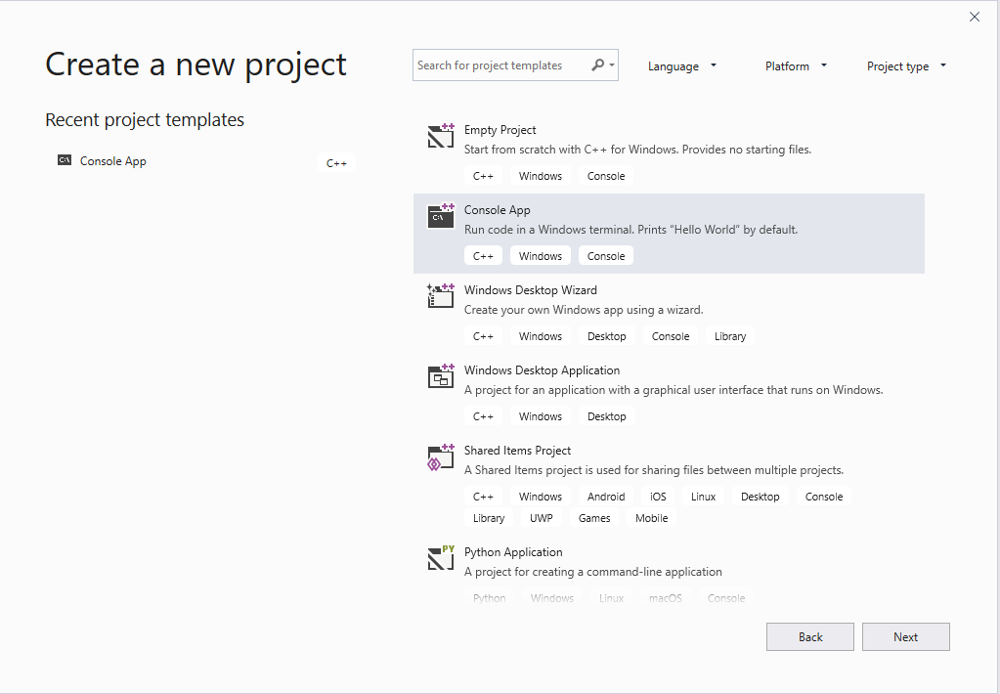 Create a new project
Search for project templates
Language
Platform
Project type
Recent project templates
C:\ Console App C++
Empty Project
Start from scratch with C++ for Windows. Provides no starting files.
C++ Windows Console
C:\ Console App
Run code in a Windows terminal. Prints "Hello World" by default.
C++ Windows Console
Windows Desktop Wizard
Create your own Windows app using a wizard.
C++ Windows Desktop Console Library
Windows Desktop Application
A project for an application with a graphical user interface that runs on Windows.
C++ Windows Desktop
Shared Items Project
A Shared Items project is used for sharing files between multiple projects.
C++ Windows Android iOS Linux Desktop Console
Library UWP Games Mobile
PY Python Application
A project for creating a command-line application
Python Windows Linux macOS Console
Back Next